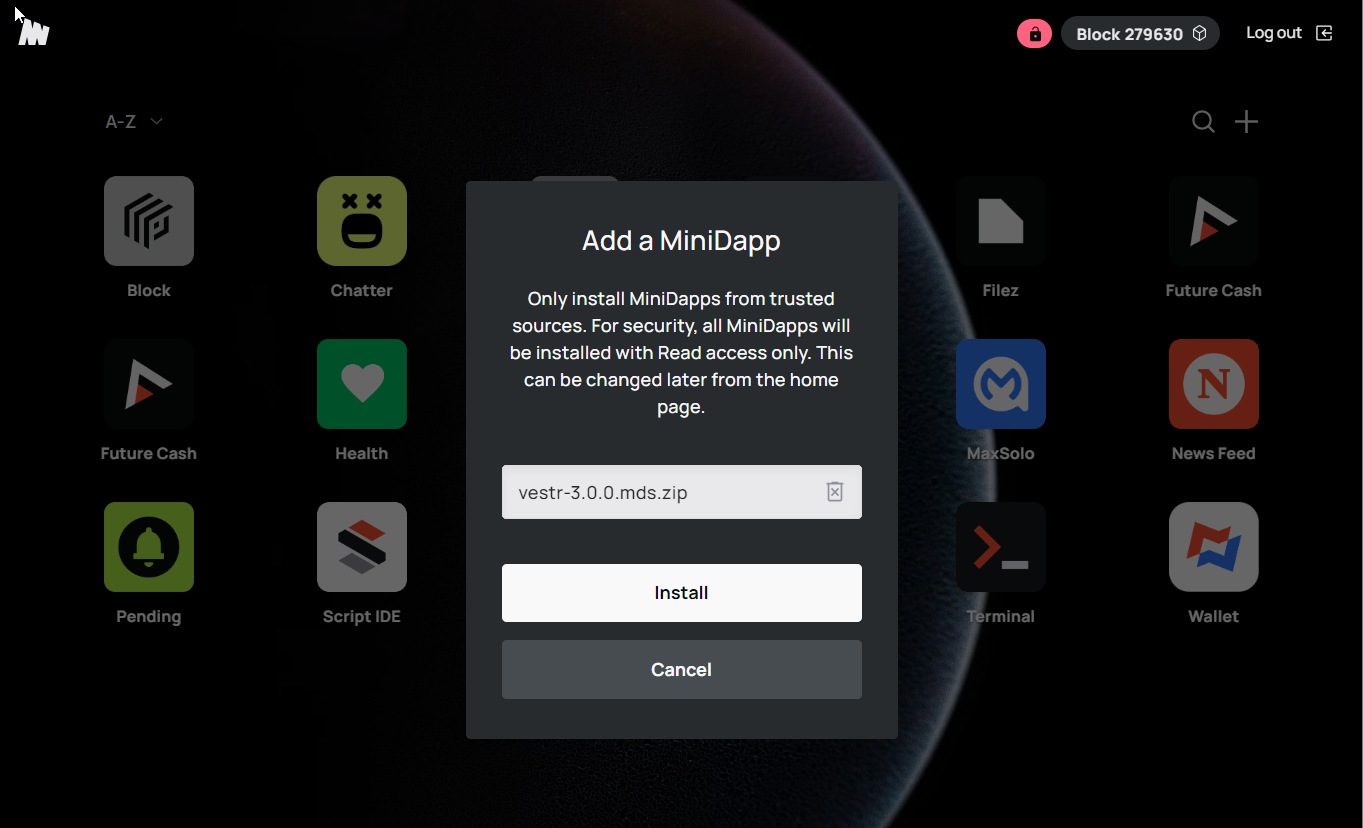 Block 279630
Log out
A-Z
Block
Chatter
Filez
Future Cash
Future Cash
Health
MaxSolo
News Feed
Pending
Script IDE
Terminal
Wallet
Add a MiniDapp
Only install MiniDapps from trusted
sources. For security, all MiniDapps will
be installed with Read access only. This
can be changed later from the home
page.
vestr-3.0.0.mds.zip
Install
Cancel